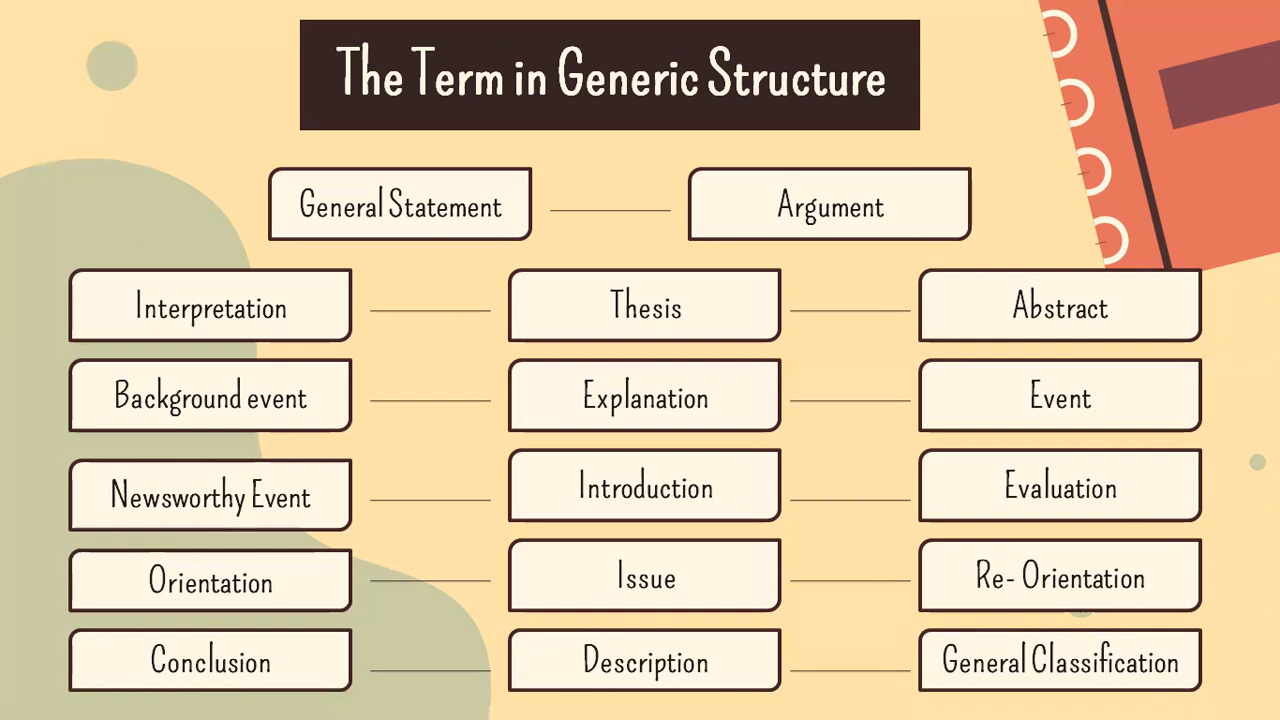 The Term in Generic Structure
General Statement
Argument
Interpretation
Thesis
Abstract
Background event
Explanation
Event
Newsworthy Event
Introduction
Evaluation
Orientation
Issue
Re- Orientation
Conclusion
Description
General Classification